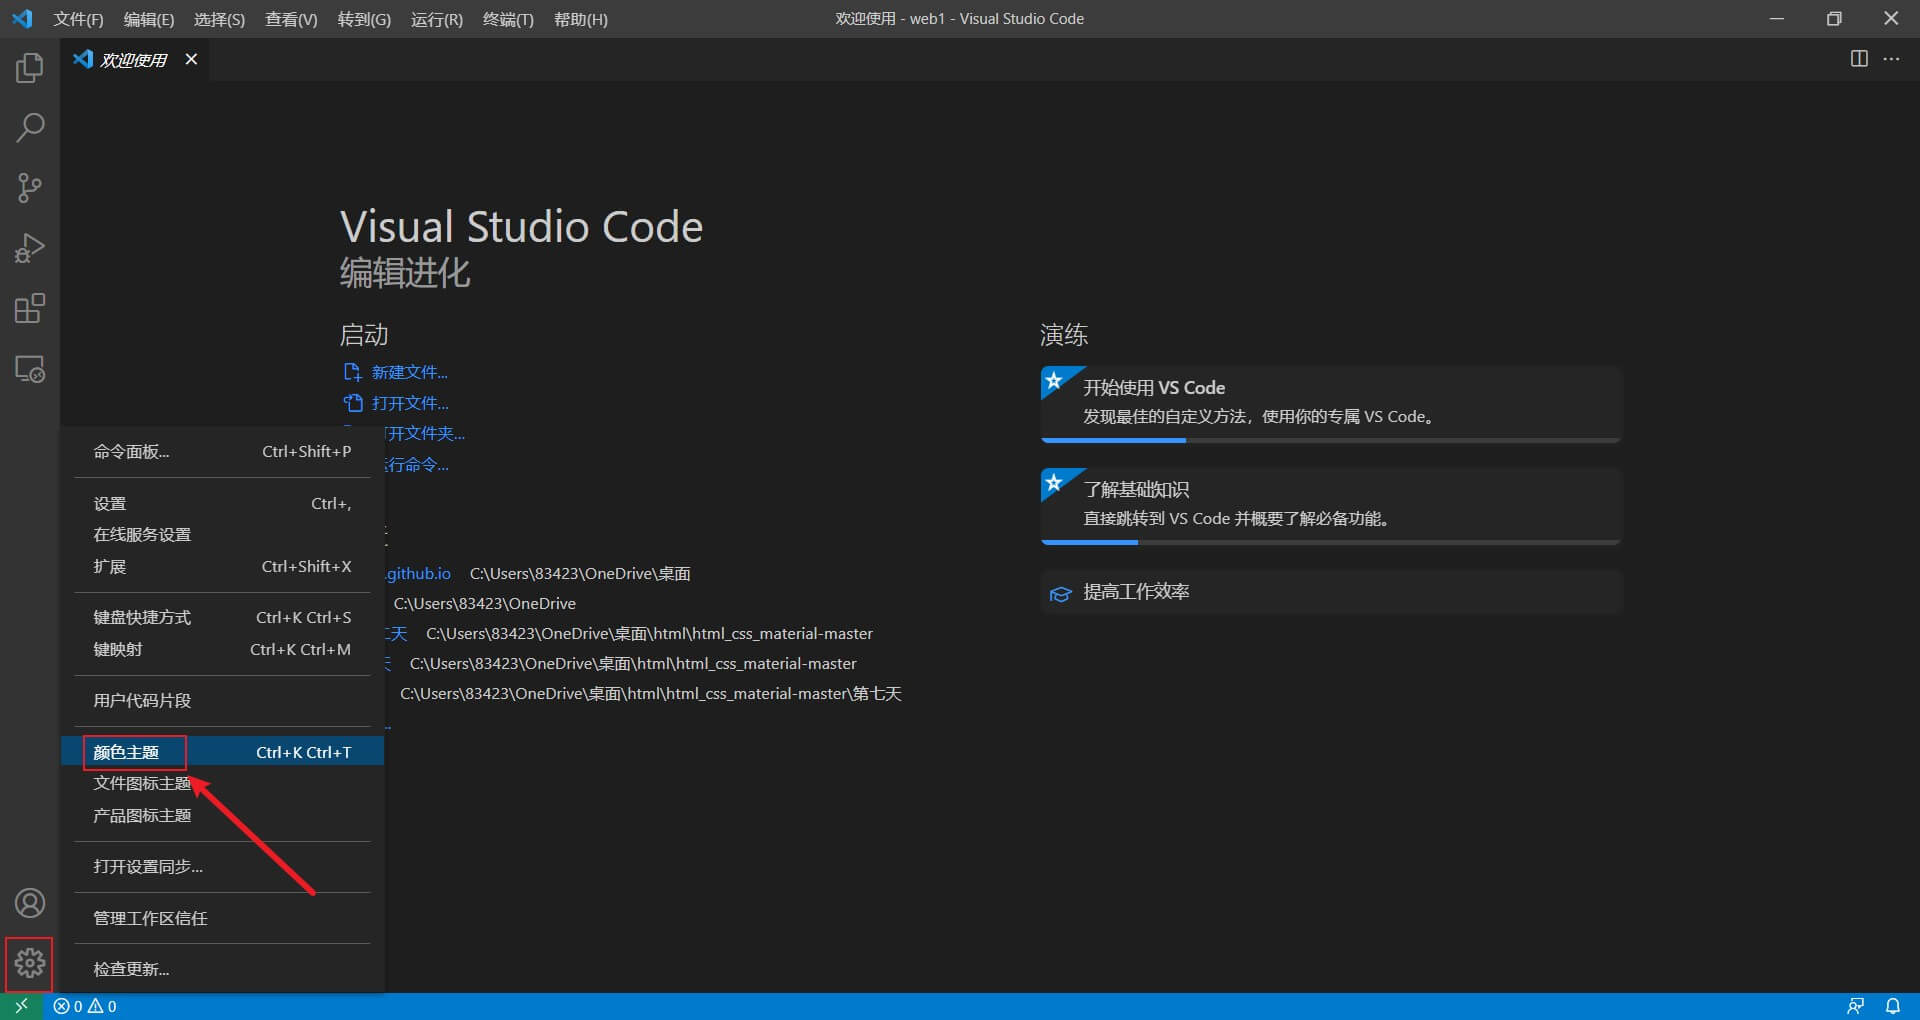 文件(F) 编辑(E) 选择(S) 查看(V) 转到(G) 运行(R) 终端(T) 帮助(H) 欢迎使用 - web1 - Visual Studio Code
欢迎使用
Visual Studio Code
编辑进化
启动
新建文件...
打开文件...
开文件夹...
行命令...
.github.io C:\Users\83423\OneDrive\桌面
C:\Users\83423\OneDrive
天 C:\Users\83423\OneDrive\桌面\html\html_css_material-master
C:\Users\83423\OneDrive\桌面\html\html_css_material-master
C:\Users\83423\OneDrive\桌面\html\html_css_material-master\第七天
演练
开始使用 VS Code
发现最佳的自定义方法，使用你的专属 VS Code。
了解基础知识
直接跳转到 VS Code 并概要了解必备功能。
提高工作效率
命令面板... Ctrl+Shift+P
设置 Ctrl+,
在线服务设置
扩展 Ctrl+Shift+X
键盘快捷方式 Ctrl+K Ctrl+S
键映射 Ctrl+K Ctrl+M
用户代码片段
颜色主题 Ctrl+K Ctrl+T
文件图标主题
产品图标主题
打开设置同步...
管理工作区信任
检查更新...
0 0